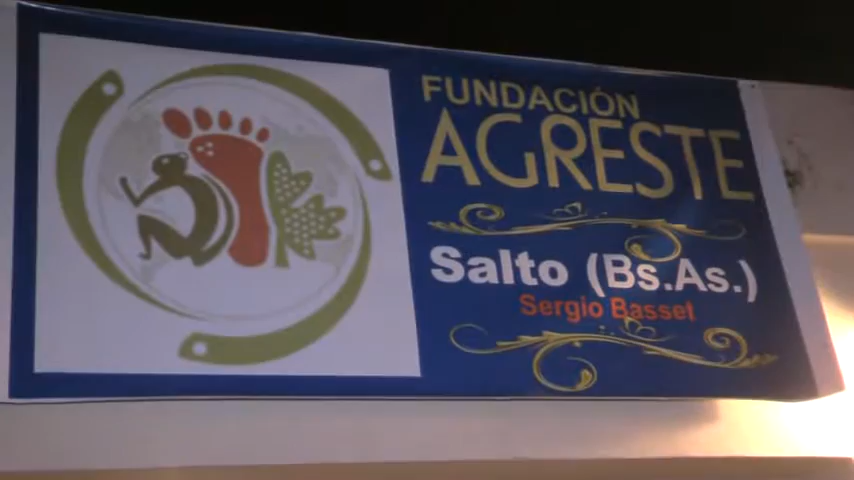 FUNDACIÓN
AGRESTE
Salto (Bs.As.)
Sergio Basset